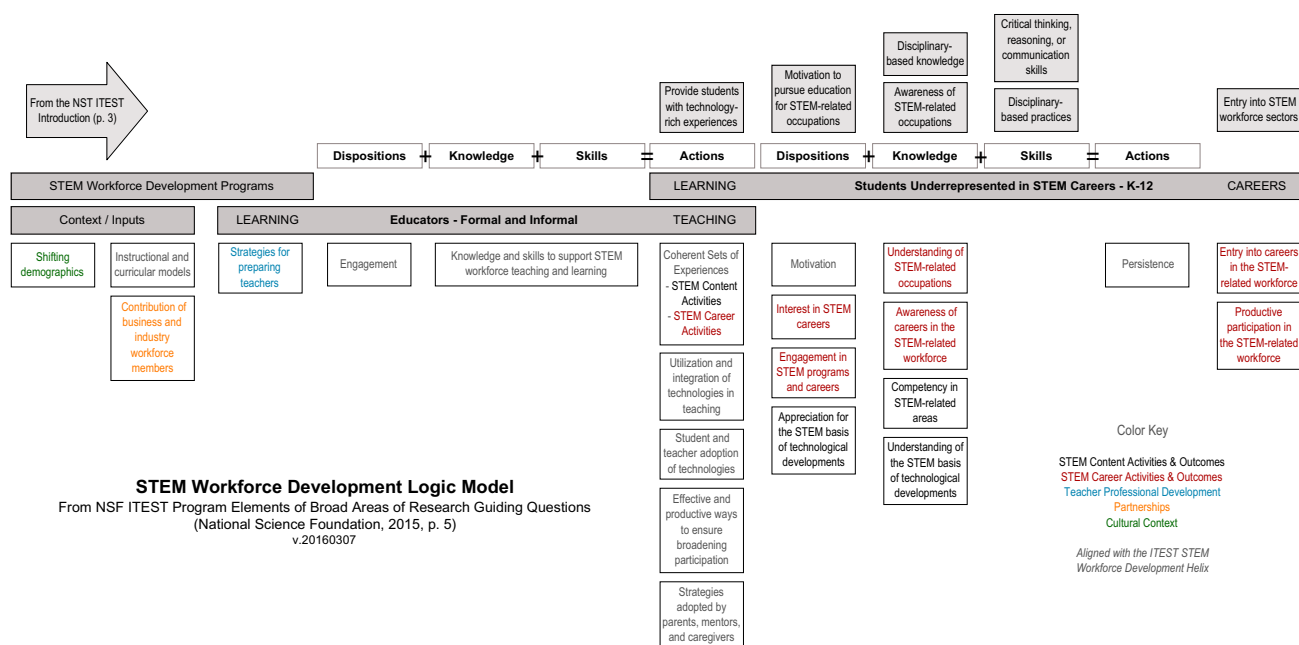 Critical thinking,
reasoning, or
communication
skills
Disciplinary-
based knowledge
Motivation to
pursue education
for STEM-related
occupations
Provide students
with technology-
rich experiences
Awareness of
STEM-related
occupations
Disciplinary-
based practices
Entry into STEM
workforce sectors
From the NST ITEST
Introduction (p. 3)
Dispositions + Knowledge + Skills = Actions Dispositions + Knowledge + Skills = Actions
STEM Workforce Development Programs
LEARNING Students Underrepresented in STEM Careers - K-12 CAREERS
Context / Inputs
LEARNING Educators - Formal and Informal TEACHING
Shifting
demographics
Instructional and
curricular models
Contribution of
business and
industry
workforce
members
Strategies for
preparing
teachers
Engagement
Knowledge and skills to support STEM
workforce teaching and learning
Coherent Sets of
Experiences
- STEM Content
Activities
- STEM Career
Activities
Utilization and
integration of
technologies in
teaching
Student and
teacher adoption
of technologies
Effective and
productive ways
to ensure
broadening
participation
Strategies
adopted by
parents, mentors,
and caregivers
Motivation
Interest in STEM
careers
Engagement in
STEM programs
and careers
Appreciation for
the STEM basis
of technological
developments
Understanding of
STEM-related
occupations
Awareness of
careers in the
STEM-related
workforce
Competency in
STEM-related
areas
Understanding of
the STEM basis
of technological
developments
Persistence
Entry into careers
in the STEM-
related workforce
Productive
participation in
the STEM-related
workforce
STEM Workforce Development Logic Model
From NSF ITEST Program Elements of Broad Areas of Research Guiding Questions
(National Science Foundation, 2015, p. 5)
v.20160307
Color Key
STEM Content Activities & Outcomes
STEM Career Activities & Outcomes
Teacher Professional Development
Partnerships
Cultural Context
Aligned with the ITEST STEM
Workforce Development Helix